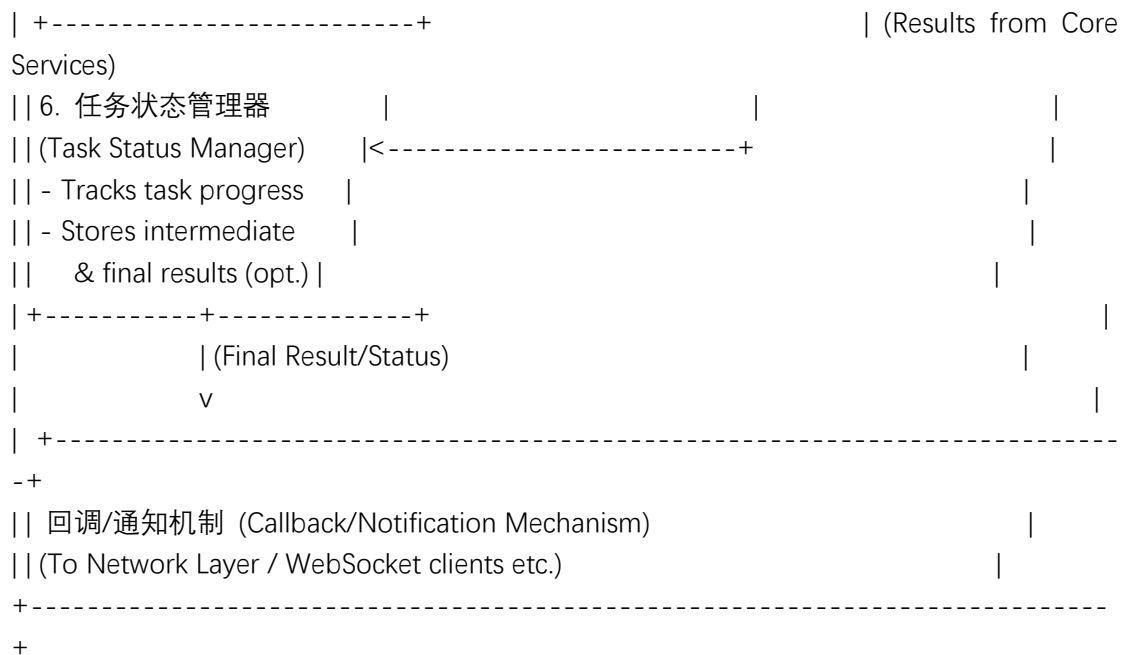 | +---------------------------+ | (Results from Core
Services)
| | 6. 任务状态管理器 | | |
| | (Task Status Manager) |<-------------------------+ |
| | - Tracks task progress | |
| | - Stores intermediate | |
| | & final results (opt.) | |
| +-----------+--------------+ |
| | (Final Result/Status) |
| v |
| +----------------------------------------------------------------------------
-+
| | 回调/通知机制 (Callback/Notification Mechanism) |
| | (To Network Layer / WebSocket clients etc.) |
+-----------------------------------------------------------------------------
+